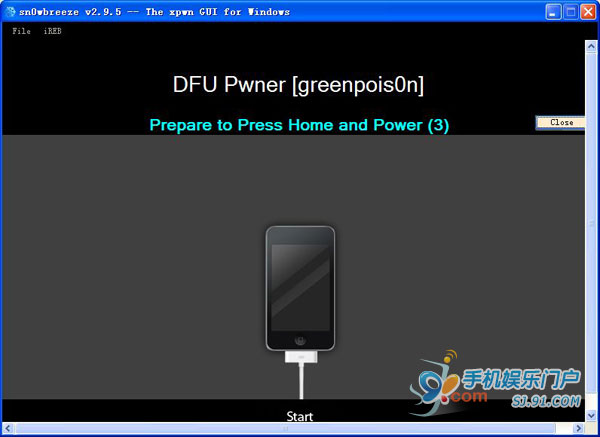 sn0wbreeze v2.9.5 -- The xpwn GUI for Windows
File iREB
DFU Pwner [greenpois0n]
Prepare to Press Home and Power (3)
Close
手机娱乐门户
.com
SJ.91.COM
Start